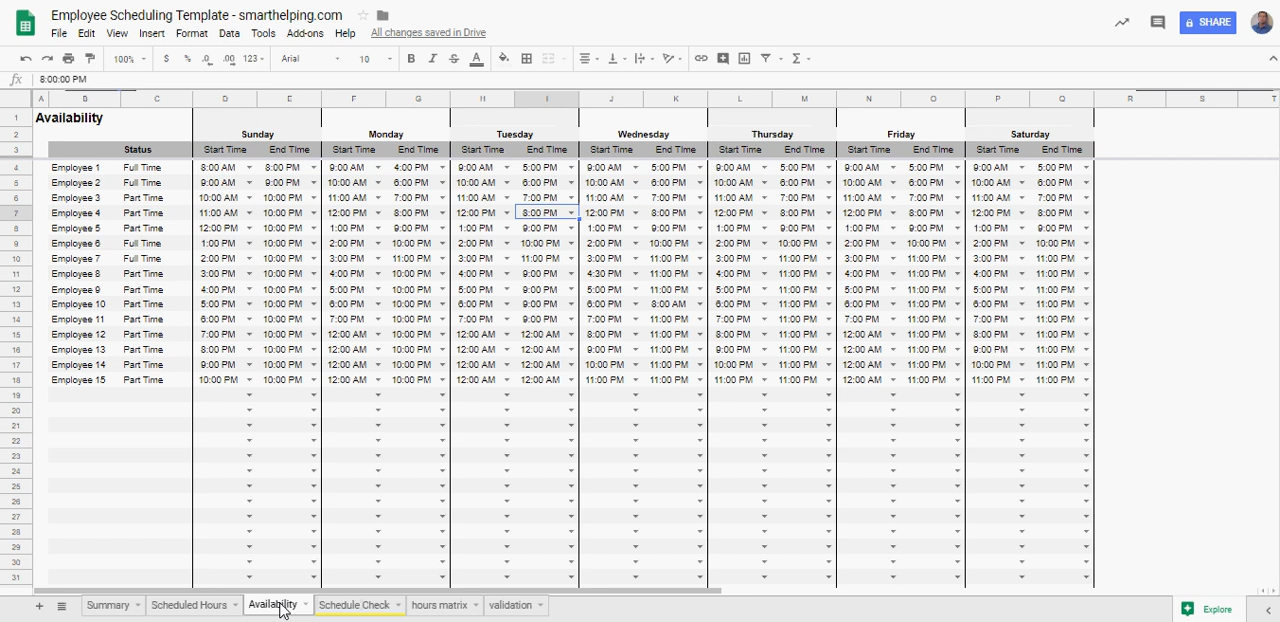 Employee Scheduling Template - smarthelping.com
File Edit View Insert Format Data Tools Add-ons Help All changes saved in Drive
SHARE
100% $ % .0 .00 123 Arial 10 B I S A
fx 8:00:00 PM
A B C D E F G H I J K L M N O P Q R S T
1 Availability
2 Sunday Monday Tuesday Wednesday Thursday Friday Saturday
3 Status Start Time End TIme Start Time End TIme Start Time End TIme Start Time End TIme Start Time End TIme Start Time End TIme Start Time End TIme
4 Employee 1 Full Time 8:00 AM 8:00 PM 9:00 AM 4:00 PM 9:00 AM 5:00 PM 9:00 AM 5:00 PM 9:00 AM 5:00 PM 9:00 AM 5:00 PM 9:00 AM 5:00 PM
5 Employee 2 Full Time 9:00 AM 9:00 PM 10:00 AM 6:00 PM 10:00 AM 6:00 PM 10:00 AM 6:00 PM 10:00 AM 6:00 PM 10:00 AM 6:00 PM 10:00 AM 6:00 PM
6 Employee 3 Part Time 10:00 AM 10:00 PM 11:00 AM 7:00 PM 11:00 AM 7:00 PM 11:00 AM 7:00 PM 11:00 AM 7:00 PM 11:00 AM 7:00 PM 11:00 AM 7:00 PM
7 Employee 4 Part Time 11:00 AM 10:00 PM 12:00 PM 8:00 PM 12:00 PM 8:00 PM 12:00 PM 8:00 PM 12:00 PM 8:00 PM 12:00 PM 8:00 PM 12:00 PM 8:00 PM
8 Employee 5 Part Time 12:00 PM 10:00 PM 1:00 PM 9:00 PM 1:00 PM 9:00 PM 1:00 PM 9:00 PM 1:00 PM 9:00 PM 1:00 PM 9:00 PM 1:00 PM 9:00 PM
9 Employee 6 Full Time 1:00 PM 10:00 PM 2:00 PM 10:00 PM 2:00 PM 10:00 PM 2:00 PM 10:00 PM 2:00 PM 10:00 PM 2:00 PM 10:00 PM 2:00 PM 10:00 PM
10 Employee 7 Full Time 2:00 PM 10:00 PM 3:00 PM 11:00 PM 3:00 PM 11:00 PM 3:00 PM 11:00 PM 3:00 PM 11:00 PM 3:00 PM 11:00 PM 3:00 PM 11:00 PM
11 Employee 8 Part Time 3:00 PM 10:00 PM 4:00 PM 10:00 PM 4:00 PM 9:00 PM 4:30 PM 11:00 PM 4:00 PM 11:00 PM 4:00 PM 11:00 PM 4:00 PM 11:00 PM
12 Employee 9 Part Time 4:00 PM 10:00 PM 5:00 PM 10:00 PM 5:00 PM 9:00 PM 5:00 PM 11:00 PM 5:00 PM 11:00 PM 5:00 PM 11:00 PM 5:00 PM 11:00 PM
13 Employee 10 Part Time 5:00 PM 10:00 PM 6:00 PM 10:00 PM 6:00 PM 9:00 PM 6:00 PM 8:00 AM 6:00 PM 11:00 PM 6:00 PM 11:00 PM 6:00 PM 11:00 PM
14 Employee 11 Part Time 6:00 PM 10:00 PM 7:00 PM 10:00 PM 7:00 PM 9:00 PM 7:00 PM 11:00 PM 7:00 PM 11:00 PM 7:00 PM 11:00 PM 7:00 PM 11:00 PM
15 Employee 12 Part Time 7:00 PM 10:00 PM 12:00 AM 10:00 PM 12:00 AM 12:00 AM 8:00 PM 11:00 PM 8:00 PM 11:00 PM 12:00 AM 11:00 PM 8:00 PM 11:00 PM
16 Employee 13 Part Time 8:00 PM 10:00 PM 12:00 AM 10:00 PM 12:00 AM 12:00 AM 9:00 PM 11:00 PM 9:00 PM 11:00 PM 12:00 AM 11:00 PM 9:00 PM 11:00 PM
17 Employee 14 Part Time 9:00 PM 10:00 PM 12:00 AM 10:00 PM 12:00 AM 12:00 AM 10:00 PM 11:00 PM 10:00 PM 11:00 PM 12:00 AM 11:00 PM 10:00 PM 11:00 PM
18 Employee 15 Part Time 10:00 PM 10:00 PM 12:00 AM 10:00 PM 12:00 AM 12:00 AM 11:00 PM 11:00 PM 11:00 PM 11:00 PM 12:00 AM 11:00 PM 11:00 PM 11:00 PM
19
20
21
22
23
24
25
26
27
28
29
30
31
Summary Scheduled Hours Availability Schedule Check hours matrix validation Explore